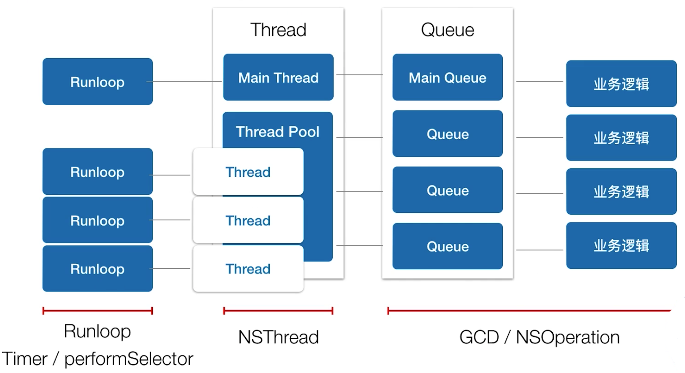 Thread
Queue
Runloop
Main Thread
Main Queue
业务逻辑
Thread Pool
Queue
业务逻辑
Runloop
Thread
Queue
业务逻辑
Runloop
Thread
Queue
业务逻辑
Runloop
Thread
Runloop
Timer / performSelector
NSThread
GCD / NSOperation